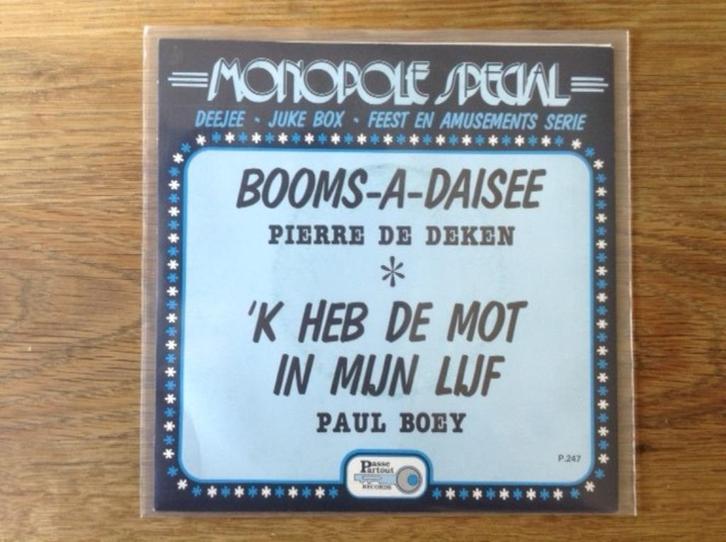 MONOPOLE SPECIAL
DEEJEE - JUKE BOX - FEEST EN AMUSEMENTS SERIE
BOOMS-A-DAISEE
PIERRE DE DEKEN
*
'K HEB DE MOT
IN MIJN LIJF
PAUL BOEY
P.247
Passe
Partout
RECORDS